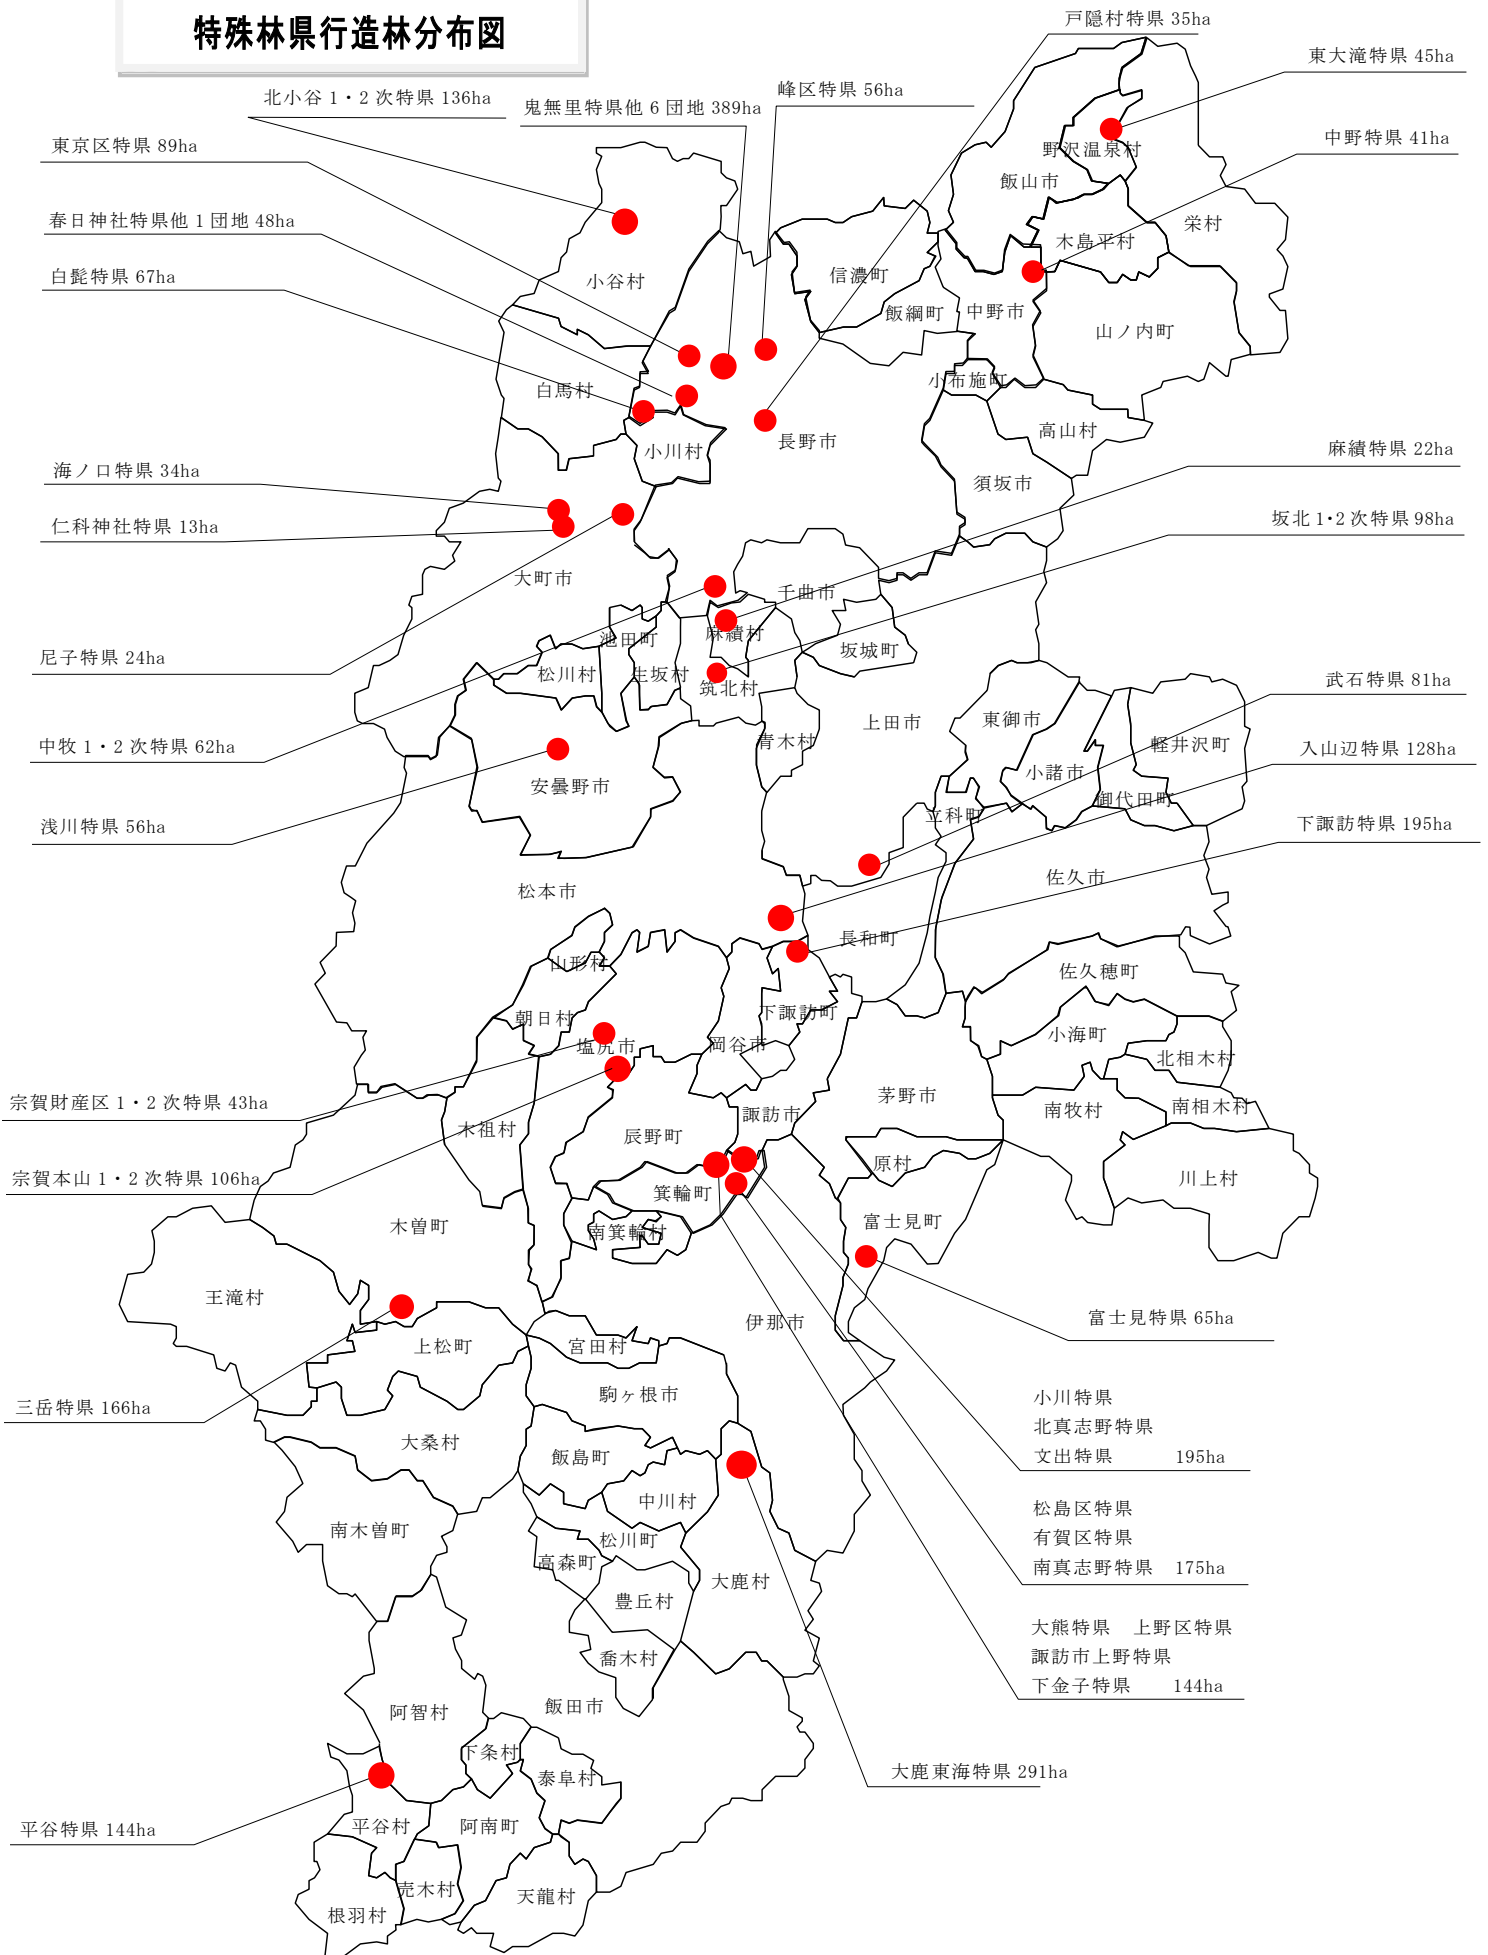 特殊林県行造林分布図
戸隠村特県 35ha
東大滝特県 45ha
北小谷 1・2 次特県 136ha
鬼無里特県他 6 団地 389ha
峰区特県 56ha
東京区特県 89ha
中野特県 41ha
春日神社特県他 1 団地 48ha
白髭特県 67ha
海ノ口特県 34ha
仁科神社特県 13ha
麻績特県 22ha
坂北 1・2 次特県 98ha
尼子特県 24ha
武石特県 81ha
中牧 1・2 次特県 62ha
入山辺特県 128ha
浅川特県 56ha
下諏訪特県 195ha
宗賀財産区 1・2 次特県 43ha
宗賀本山 1・2 次特県 106ha
富士見特県 65ha
三岳特県 166ha
小川特県
北真志野特県
文出特県 195ha
松島区特県
有賀区特県
南真志野特県 175ha
大熊特県 上野区特県
諏訪市上野特県
下金子特県 144ha
大鹿東海特県 291ha
平谷特県 144ha
野沢温泉村
飯山市
栄村
木島平村
小谷村
信濃町
飯綱町
中野市
山ノ内町
白馬村
小布施町
小川村
長野市
高山村
須坂市
大町市
千曲市
池田町
麻績村
坂城町
松川村
生坂村
筑北村
青木村
上田市
東御市
軽井沢町
小諸市
御代田町
安曇野市
立科町
松本市
佐久市
長和町
山形村
佐久穂町
朝日村
下諏訪町
塩尻市
岡谷市
小海町
北相木村
茅野市
南牧村
南相木村
木祖村
辰野町
諏訪市
原村
川上村
箕輪町
木曽町
南箕輪村
富士見町
王滝村
伊那市
上松町
宮田村
駒ヶ根市
大桑村
飯島町
中川村
南木曽町
松川町
高森町
大鹿村
豊丘村
喬木村
阿智村
飯田市
下条村
泰阜村
平谷村
阿南町
売木村
天龍村
根羽村